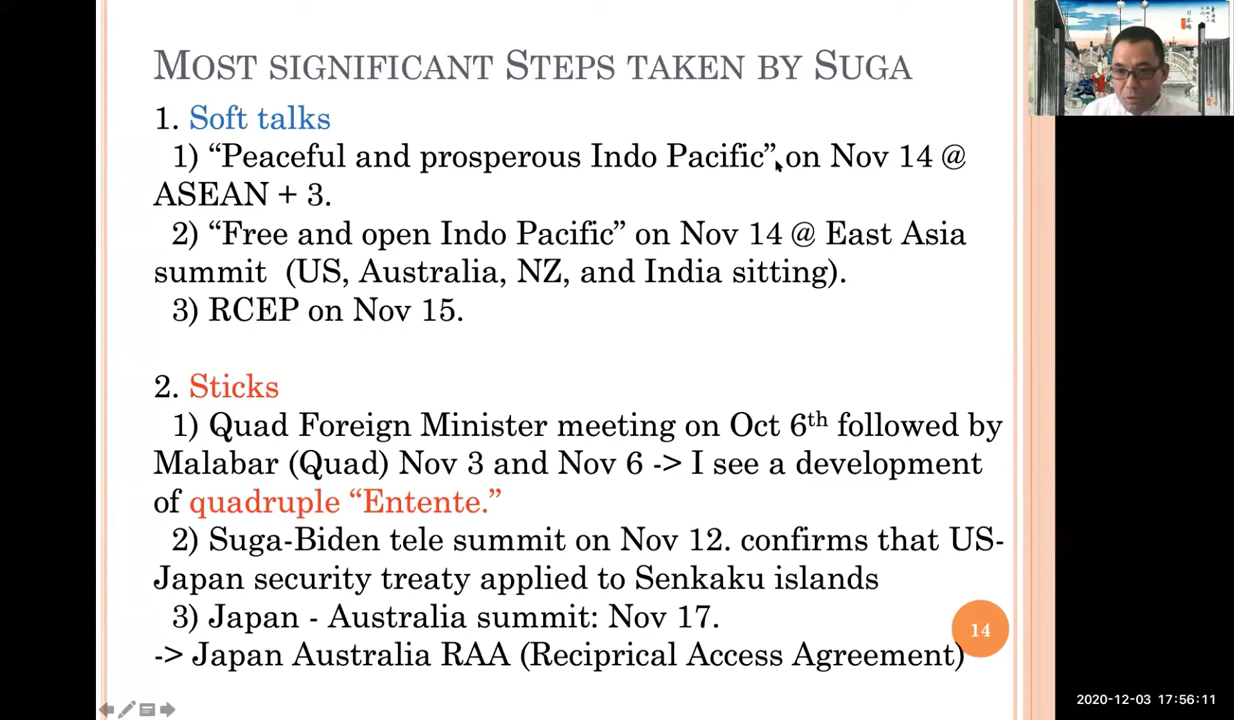 MOST SIGNIFICANT STEPS TAKEN BY SUGA
1. Soft talks
1) “Peaceful and prosperous Indo Pacific” on Nov 14 @
ASEAN + 3.
2) “Free and open Indo Pacific” on Nov 14 @ East Asia
summit (US, Australia, NZ, and India sitting).
3) RCEP on Nov 15.
2. Sticks
1) Quad Foreign Minister meeting on Oct 6th followed by
Malabar (Quad) Nov 3 and Nov 6 -> I see a development
of quadruple “Entente.”
2) Suga-Biden tele summit on Nov 12. confirms that US-
Japan security treaty applied to Senkaku islands
3) Japan - Australia summit: Nov 17.
-> Japan Australia RAA (Reciprical Access Agreement)
14
2020-12-03 17:56:11